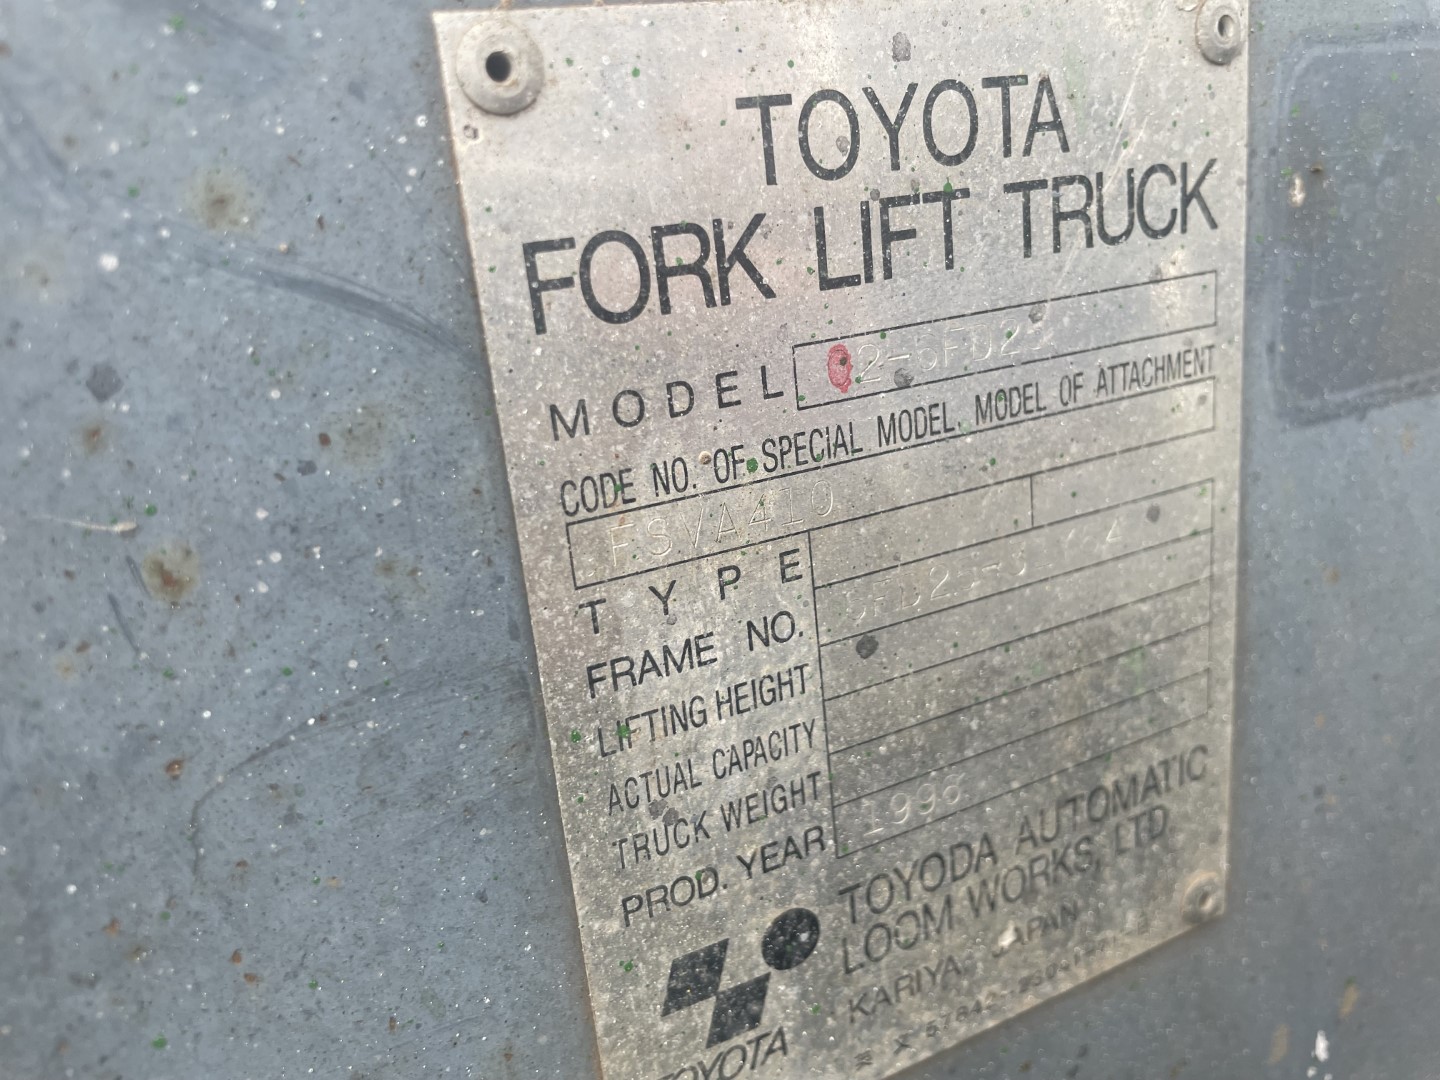 TOYOTA
FORK LIFT TRUCK
MODEL
CODE NO. OF SPECIAL MODEL. MODEL OF ATTACHMENT
FSVA410
TYPE
FRAME NO.
LIFTING HEIGHT
ACTUAL CAPACITY
TRUCK WEIGHT
PROD. YEAR
TOYODA AUTOMATIC
LOOM WORKS, LTD
KARIYA, JAPAN
TOYOTA